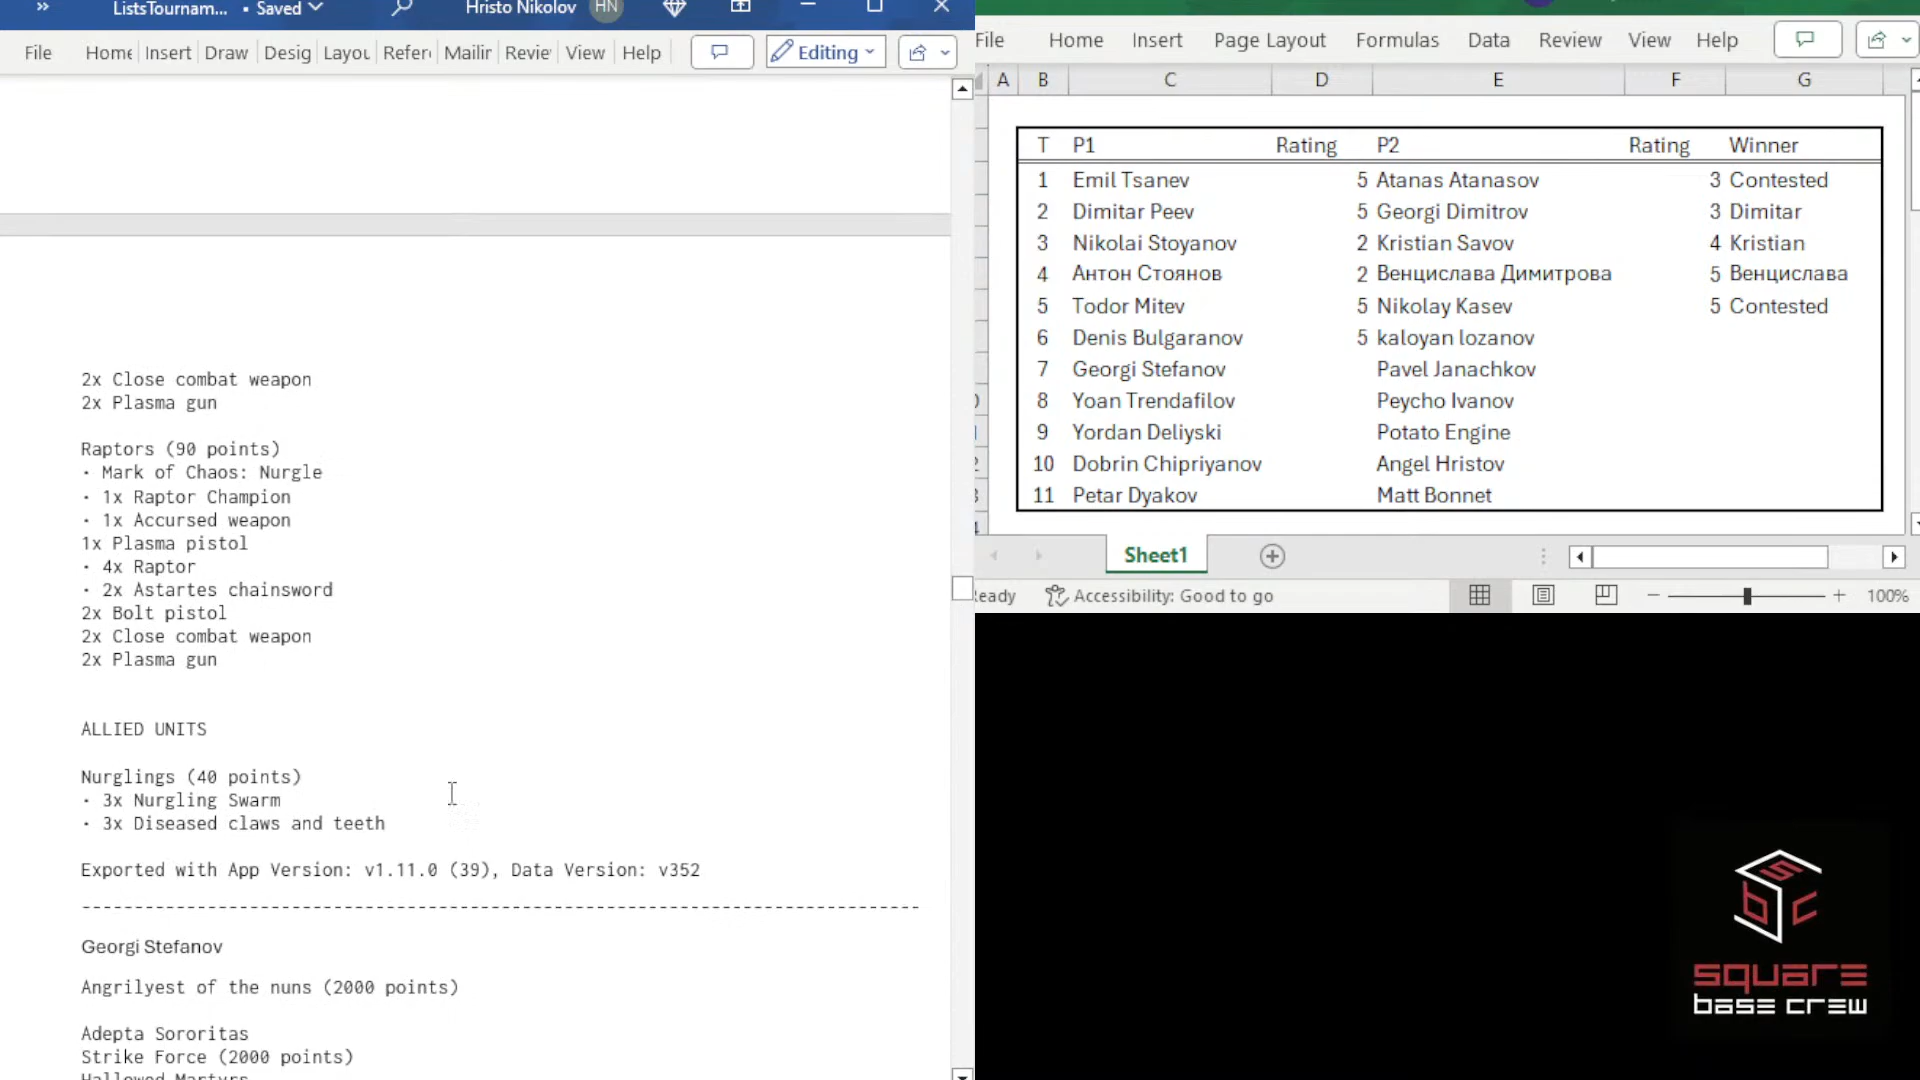 ListsTournam... • Saved
Hristo Nikolov HN
File Home Insert Draw Desig Layou Refer Mailin Revie View Help Editing
2x Close combat weapon
2x Plasma gun
Raptors (90 points)
• Mark of Chaos: Nurgle
• 1x Raptor Champion
• 1x Accursed weapon
1x Plasma pistol
• 4x Raptor
• 2x Astartes chainsword
2x Bolt pistol
2x Close combat weapon
2x Plasma gun
ALLIED UNITS
Nurglings (40 points)
• 3x Nurgling Swarm
• 3x Diseased claws and teeth
Exported with App Version: v1.11.0 (39), Data Version: v352
--------------------------------------------------------------------------------
Georgi Stefanov
Angrilyest of the nuns (2000 points)
Adepta Sororitas
Strike Force (2000 points)
Hallowed Martyrs
File Home Insert Page Layout Formulas Data Review View Help
A B C D E F G
T P1 Rating P2 Rating Winner
1 Emil Tsanev 5 Atanas Atanasov 3 Contested
2 Dimitar Peev 5 Georgi Dimitrov 3 Dimitar
3 Nikolai Stoyanov 2 Kristian Savov 4 Kristian
4 Антон Стоянов 2 Венцислава Димитрова 5 Венцислава
5 Todor Mitev 5 Nikolay Kasev 5 Contested
6 Denis Bulgaranov 5 kaloyan lozanov
7 Georgi Stefanov Pavel Janachkov
8 Yoan Trendafilov Peycho Ivanov
9 Yordan Deliyski Potato Engine
10 Dobrin Chipriyanov Angel Hristov
11 Petar Dyakov Matt Bonnet
Sheet1
eady Accessibility: Good to go 100%
sbc
square
base crew